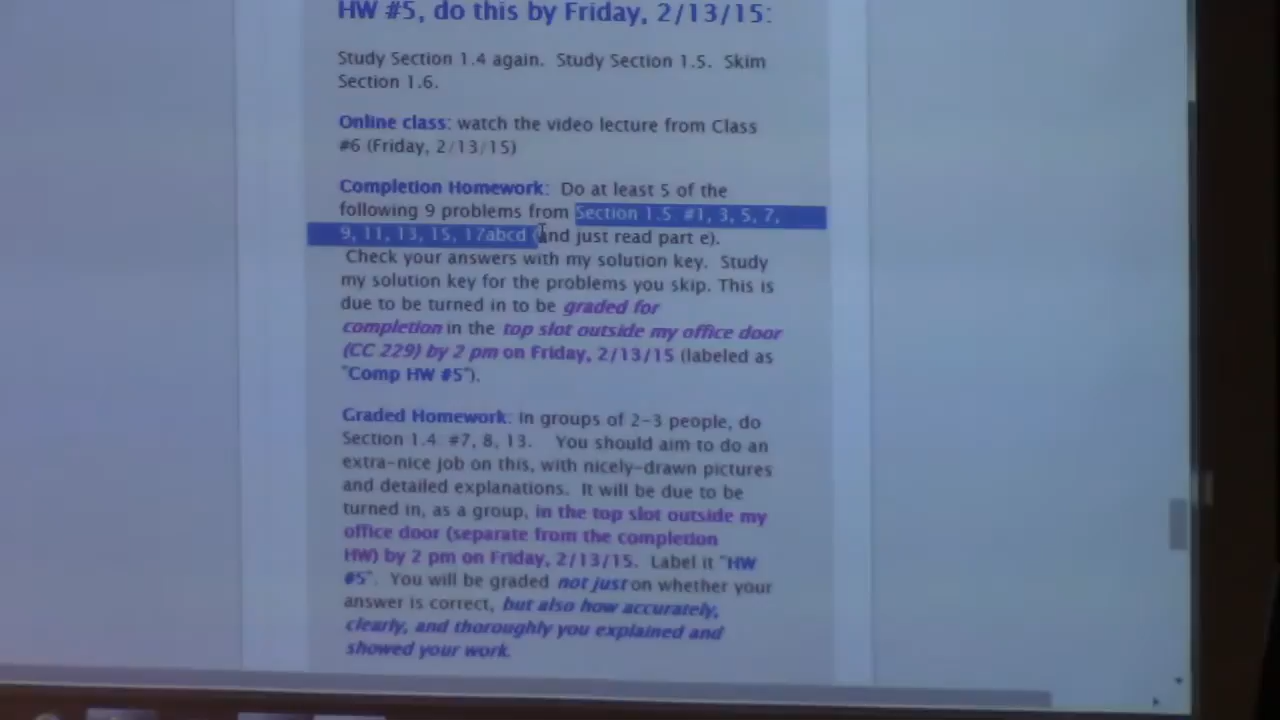 HW #5, do this by Friday, 2/13/15:
Study Section 1.4 again. Study Section 1.5. Skim
Section 1.6.
Online class: watch the video lecture from Class
#6 (Friday, 2/13/15)
Completion Homework: Do at least 5 of the
following 9 problems from Section 1.5 #1, 3, 5, 7,
9, 11, 13, 15, 17abcd (and just read part e).
Check your answers with my solution key. Study
my solution key for the problems you skip. This is
due to be turned in to be graded for
completion in the top slot outside my office door
(CC 229) by 2 pm on Friday, 2/13/15 (labeled as
"Comp HW #5").
Graded Homework: In groups of 2-3 people, do
Section 1.4 #7, 8, 13. You should aim to do an
extra-nice job on this, with nicely-drawn pictures
and detailed explanations. It will be due to be
turned in, as a group, in the top slot outside my
office door (separate from the completion
HW) by 2 pm on Friday, 2/13/15. Label it "HW
#5". You will be graded not just on whether your
answer is correct, but also how accurately,
clearly, and thoroughly you explained and
showed your work.